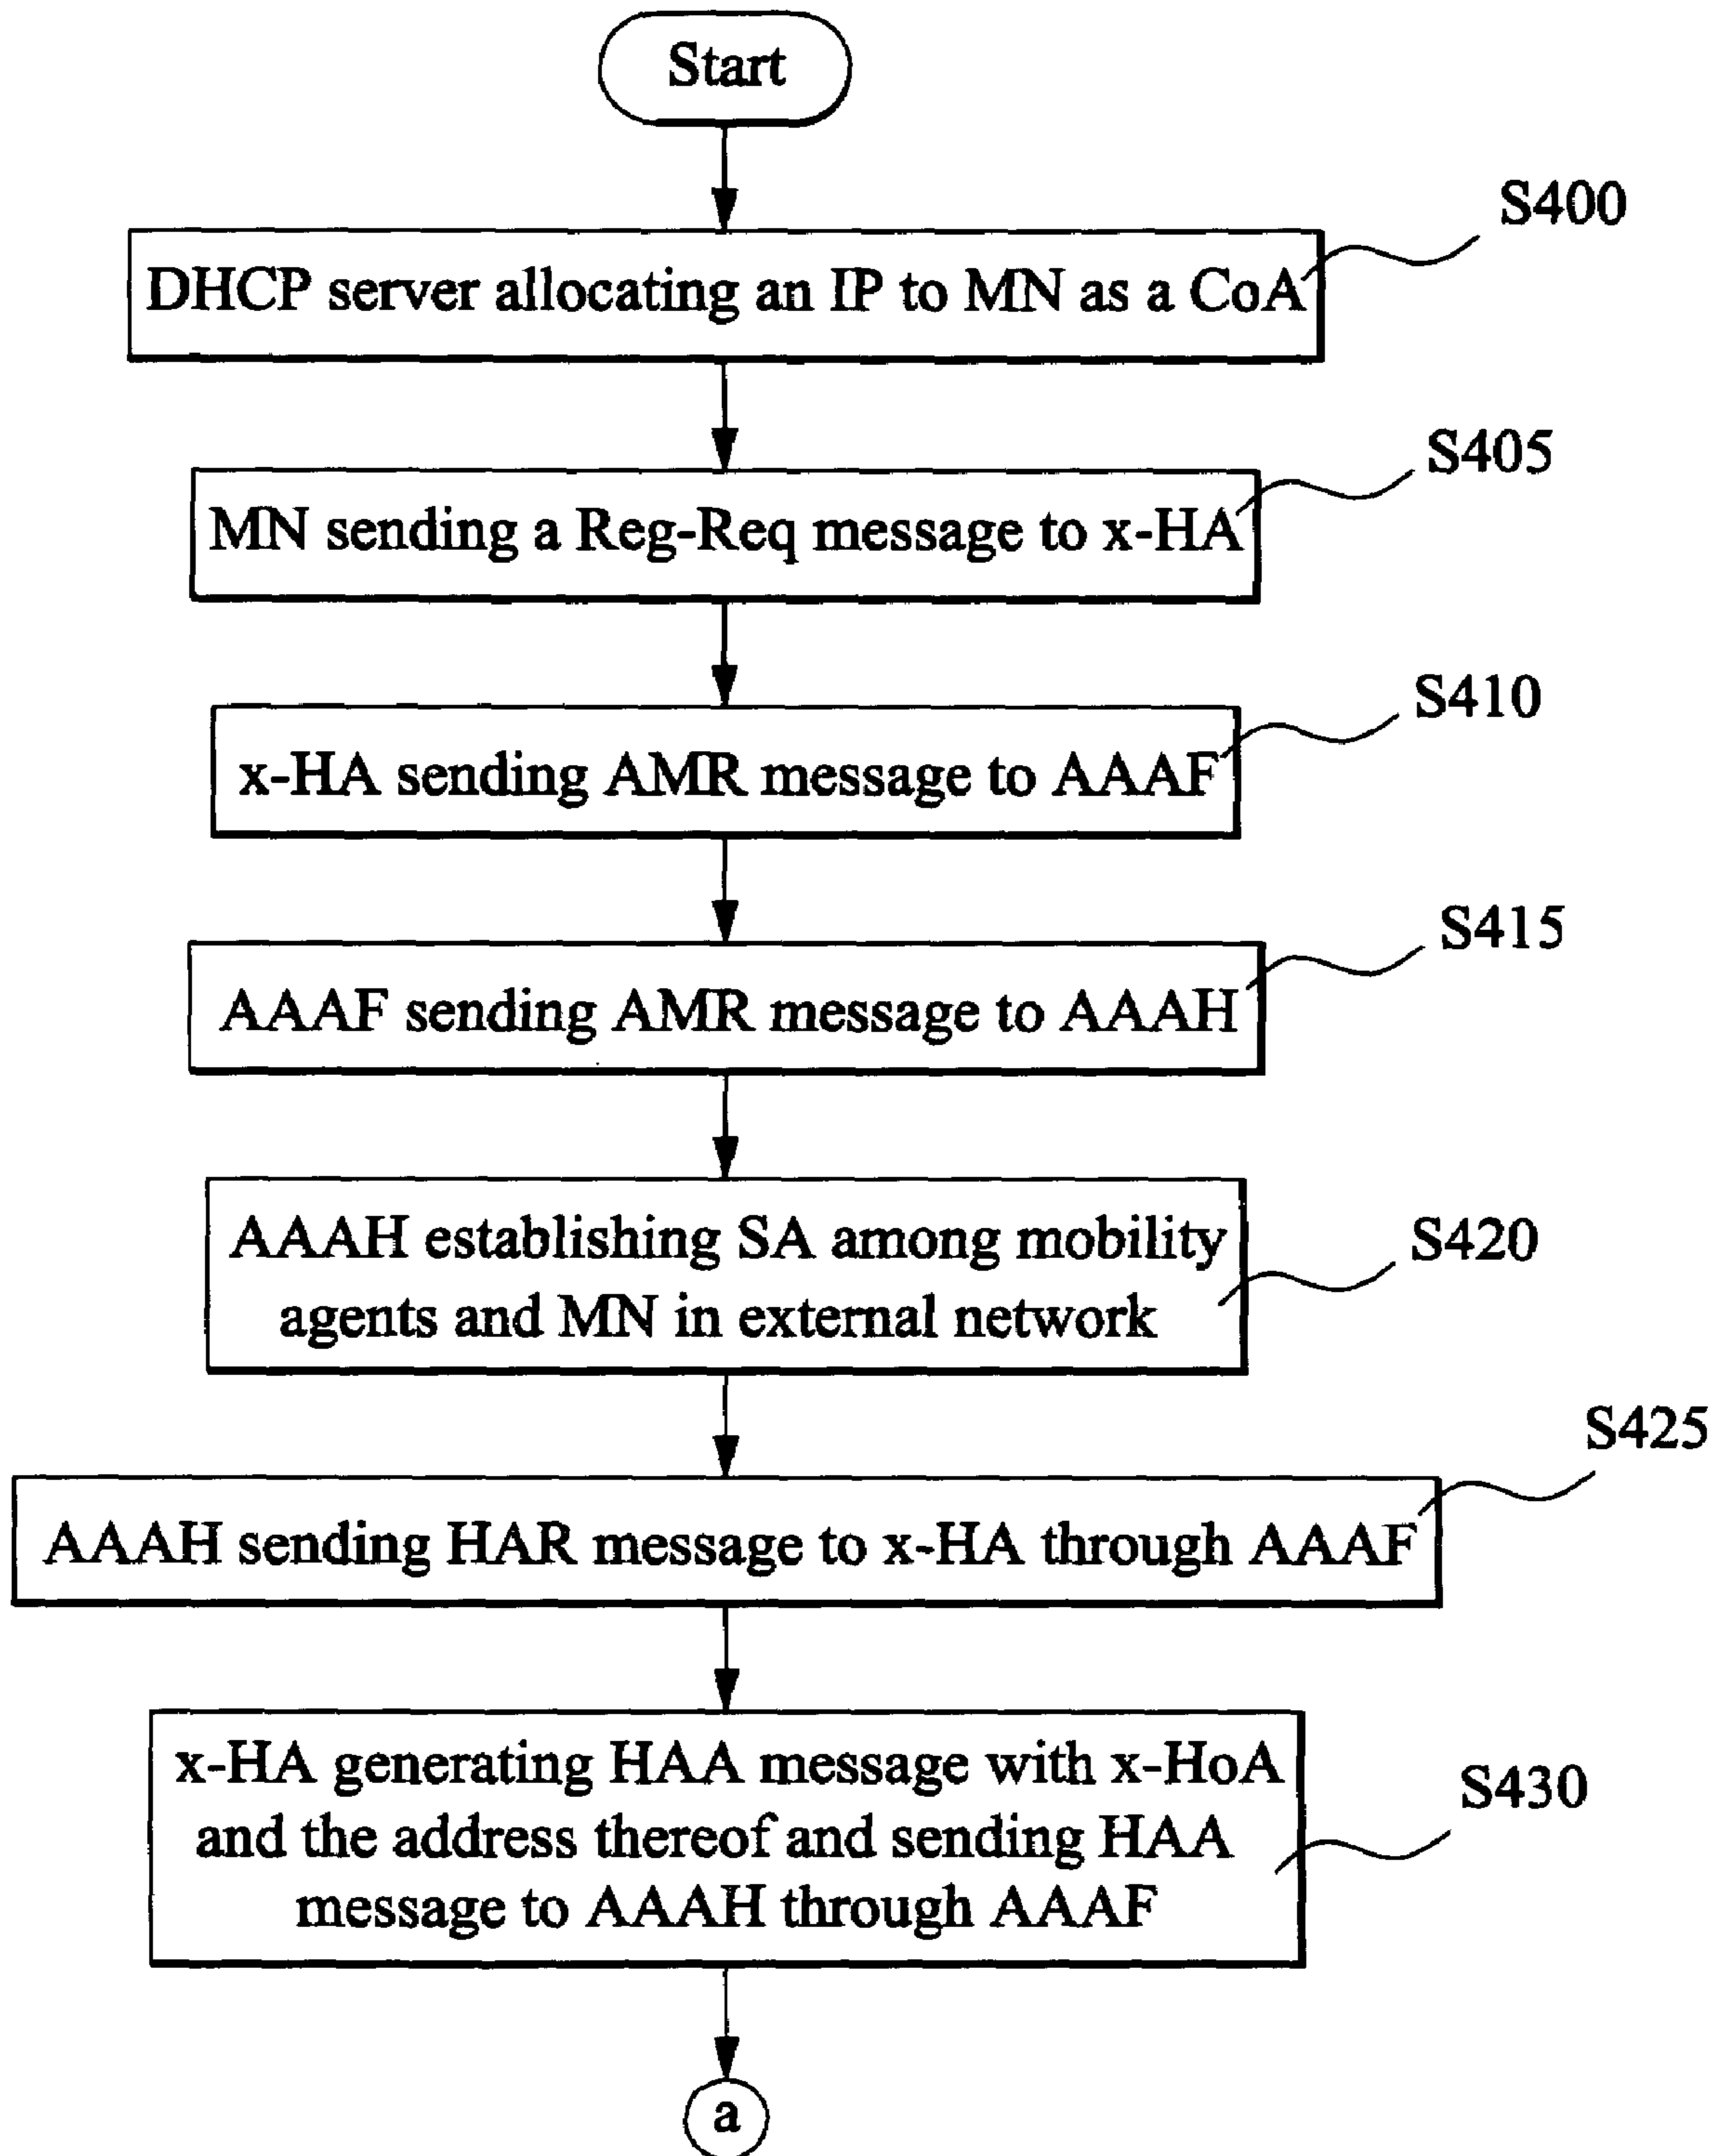 Start
S400
DHCP server allocating an IP to MN as a CoA
S405
MN sending a Reg-Req message to x-HA
S410
x-HA sending AMR message to AAAF
S415
AAAF sending AMR message to AAAH
S420
AAAH establishing SA among mobility
agents and MN in external network
S425
AAAH sending HAR message to x-HA through AAAF
S430
x-HA generating HAA message with x-HoA
and the address thereof and sending HAA
message to AAAH through AAAF
a